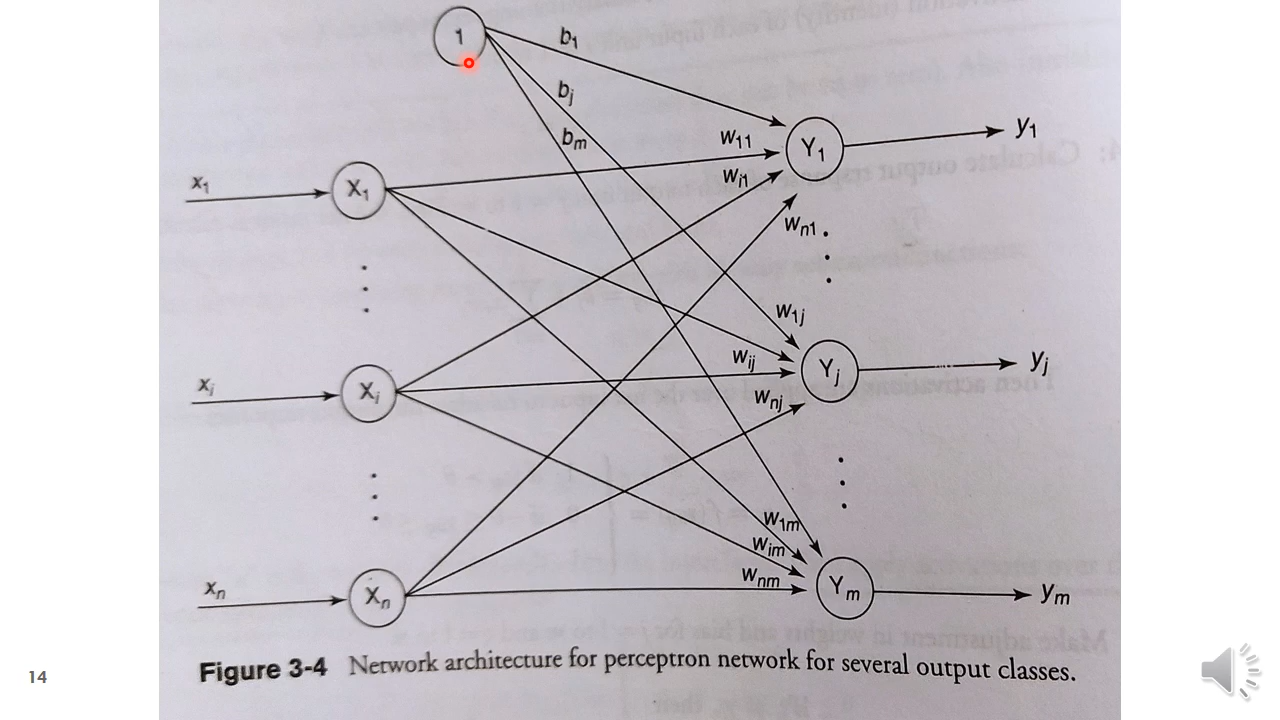 1
b1
bj
bm
x1
X1
w11
wi1
wn1
Y1
y1
xi
Xi
w1j
wij
wnj
Yj
yj
xn
Xn
w1m
wim
wnm
Ym
ym
Figure 3-4 Network architecture for perceptron network for several output classes.
14